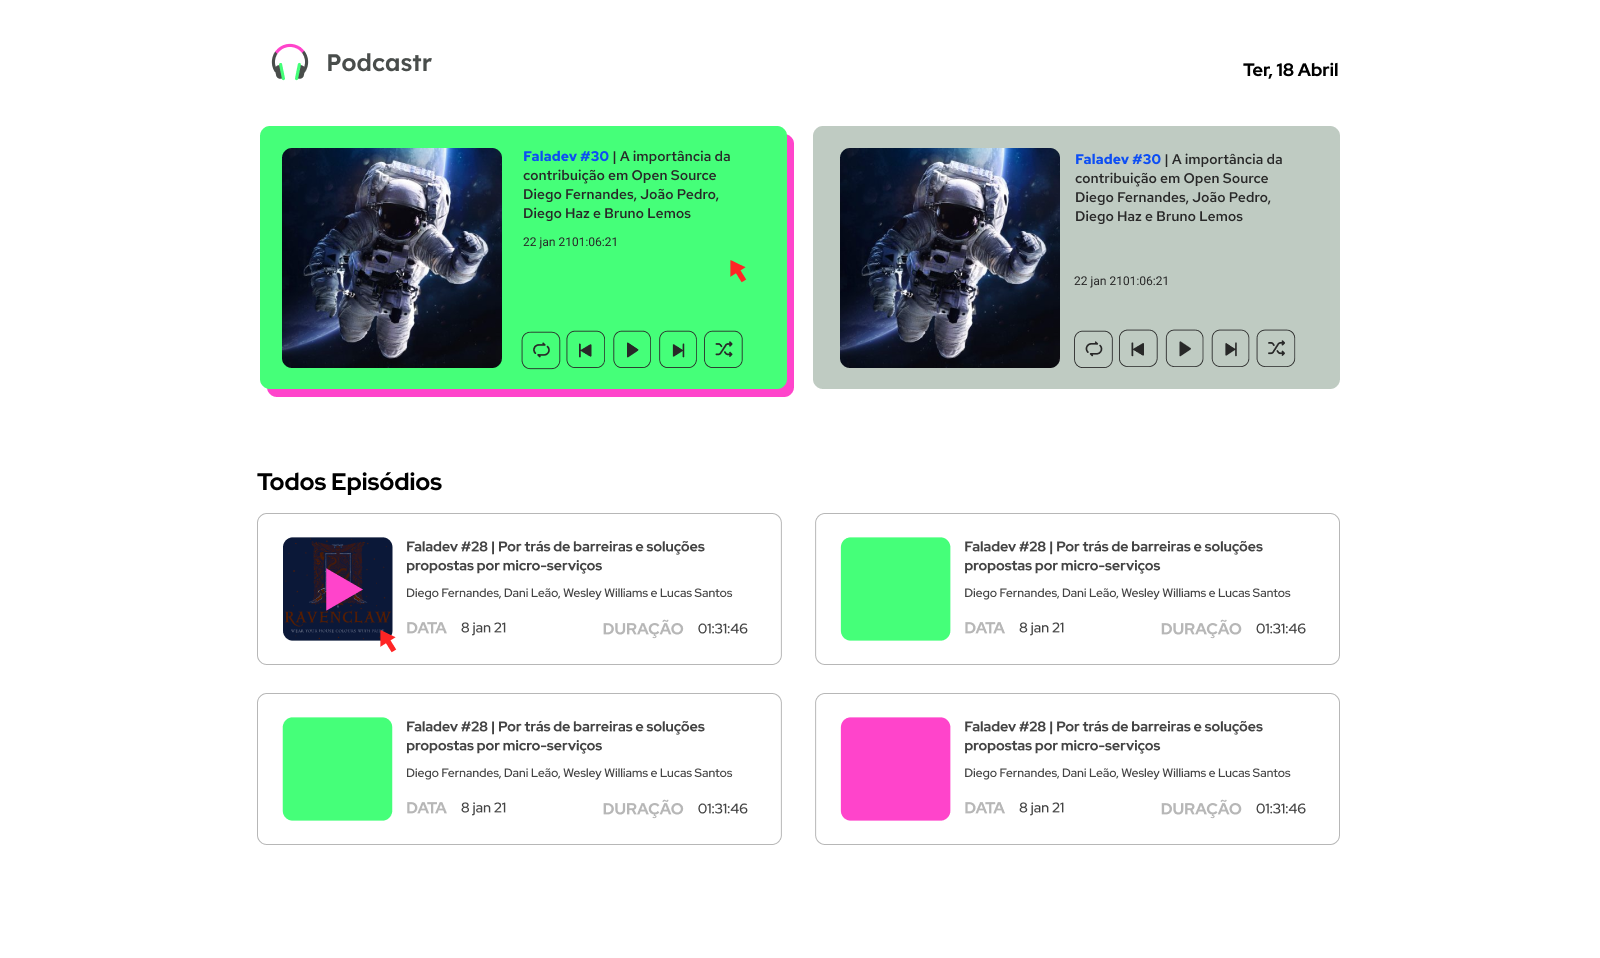 Podcastr
Ter, 18 Abril
Faladev #30 | A importância da
contribuição em Open Source
Diego Fernandes, João Pedro,
Diego Haz e Bruno Lemos
22 jan 2101:06:21
Faladev #30 | A importância da
contribuição em Open Source
Diego Fernandes, João Pedro,
Diego Haz e Bruno Lemos
22 jan 2101:06:21
Todos Episódios
RAVENCLAW
Faladev #28 | Por trás de barreiras e soluções
propostas por micro-serviços
Diego Fernandes, Dani Leão, Wesley Williams e Lucas Santos
DATA 8 jan 21 DURAÇÃO 01:31:46
Faladev #28 | Por trás de barreiras e soluções
propostas por micro-serviços
Diego Fernandes, Dani Leão, Wesley Williams e Lucas Santos
DATA 8 jan 21 DURAÇÃO 01:31:46
Faladev #28 | Por trás de barreiras e soluções
propostas por micro-serviços
Diego Fernandes, Dani Leão, Wesley Williams e Lucas Santos
DATA 8 jan 21 DURAÇÃO 01:31:46
Faladev #28 | Por trás de barreiras e soluções
propostas por micro-serviços
Diego Fernandes, Dani Leão, Wesley Williams e Lucas Santos
DATA 8 jan 21 DURAÇÃO 01:31:46